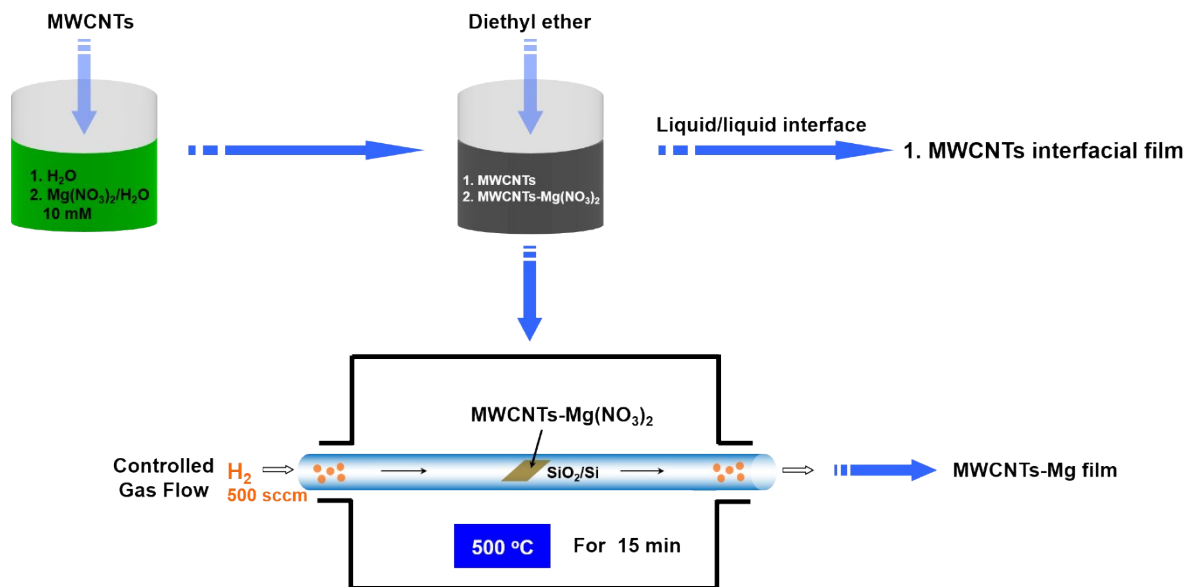 MWCNTs
Diethyl ether
1. H₂O
2. Mg(NO₃)₂/H₂O
10 mM
1. MWCNTs
2. MWCNTs-Mg(NO₃)₂
Liquid/liquid interface
1. MWCNTs interfacial film
MWCNTs-Mg(NO₃)₂
Controlled
Gas Flow
H₂
500 sccm
SiO₂/Si
MWCNTs-Mg film
500 °C
For 15 min